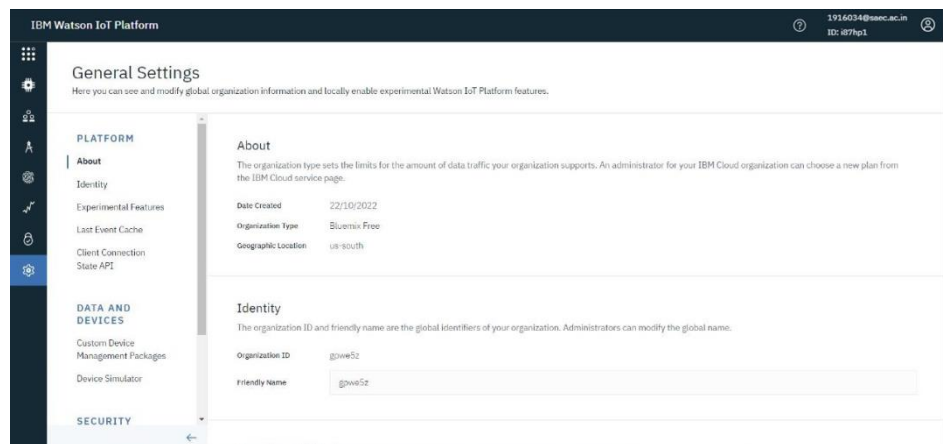 IBM Watson IoT Platform
1916034@saec.ac.in
ID: i87hp1
General Settings
Here you can see and modify global organization information and locally enable experimental Watson IoT Platform features.
PLATFORM
About
Identity
Experimental Features
Last Event Cache
Client Connection
State API
DATA AND
DEVICES
Custom Device
Management Packages
Device Simulator
SECURITY
About
The organization type sets the limits for the amount of data traffic your organization supports. An administrator for your IBM Cloud organization can choose a new plan from
the IBM Cloud service page.
Date Created 22/10/2022
Organization Type Bluemix Free
Geographic Location us-south
Identity
The organization ID and friendly name are the global identifiers of your organization. Administrators can modify the global name.
Organization ID gpwe5z
Friendly Name gpwe5z